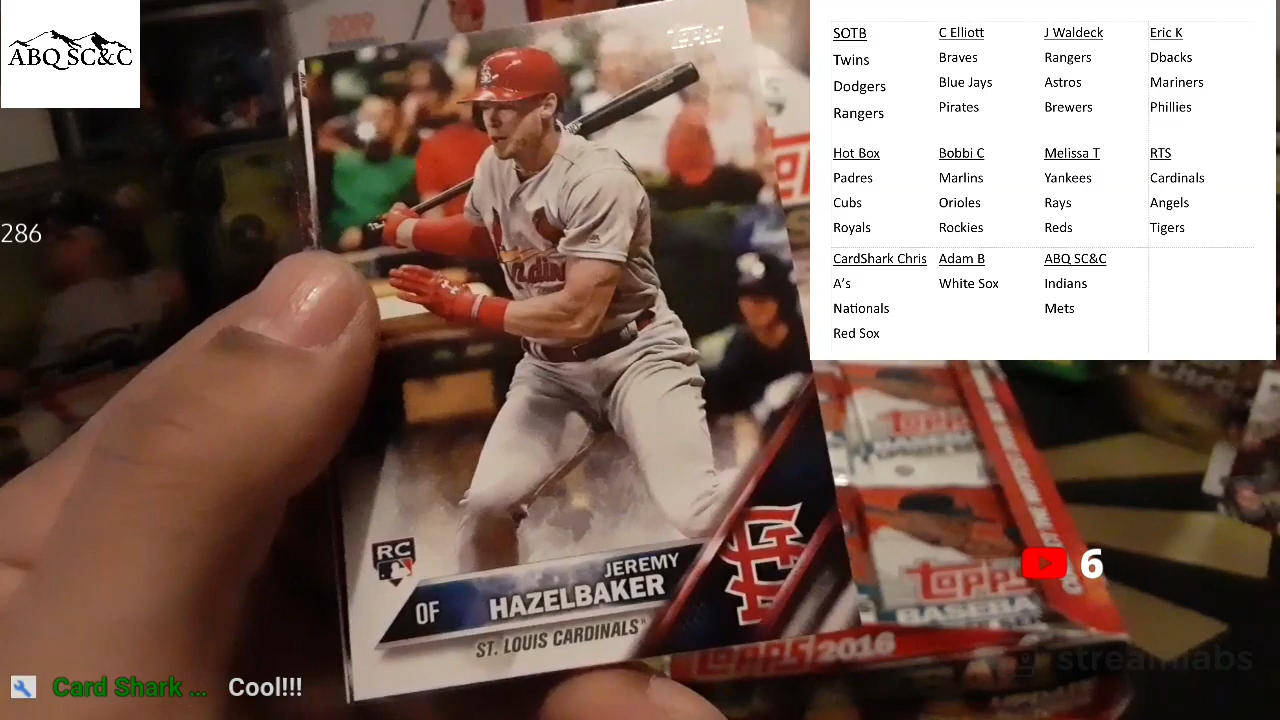 ABQ SC&C
2019
Topps
286
SOTB
Twins
Dodgers
Rangers
C Elliott
Braves
Blue Jays
Pirates
J Waldeck
Rangers
Astros
Brewers
Eric K
Dbacks
Mariners
Phillies
Hot Box
Padres
Cubs
Royals
Bobbi C
Marlins
Orioles
Rockies
Melissa T
Yankees
Rays
Reds
RTS
Cardinals
Angels
Tigers
CardShark Chris
A's
Nationals
Red Sox
Adam B
White Sox
ABQ SC&C
Indians
Mets
RC
OF
JEREMY
HAZELBAKER
ST. LOUIS CARDINALS
topps
BASEBA
6
TOPPS 2016
streamlabs
Card Shark ... Cool!!!